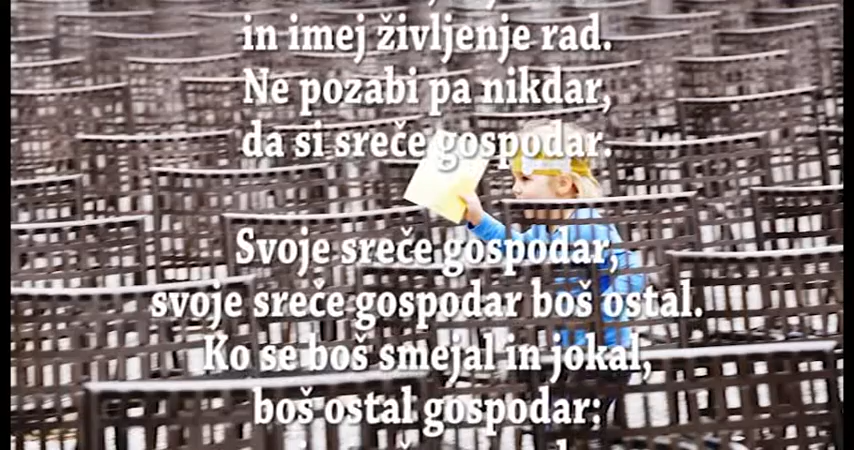 in imej življenje rad.
Ne pozabi pa nikdar,
da si sreče gospodar.
Svoje sreče gospodar,
svoje sreče gospodar boš ostal.
Ko se boš smejal in jokal,
boš ostal gospodar: